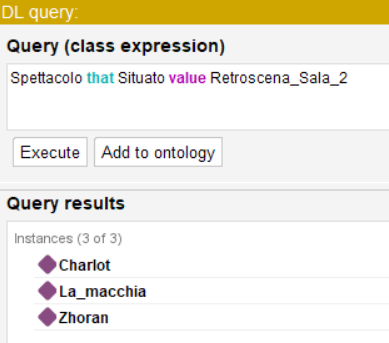 DL query:
Query (class expression)
Spettacolo that Situato value Retroscena_Sala_2
Execute Add to ontology
Query results
Instances (3 of 3)
Charlot
La_macchia
Zhoran